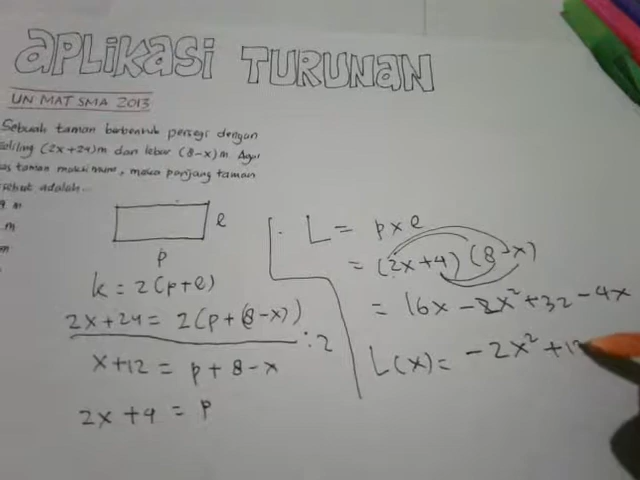 APLIKASI TURUNAN
UN MAT SMA 2013
Sebuah taman berbentuk persegi dengan
keliling (2x+24)m dan lebar (8-x)m Agar
luas taman maksimum, maka panjang taman
tersebut adalah...
m
m
m
l
p
k = 2(p+l)
2x+24 = 2(p+(8-x))
:2
x+12 = p+8-x
2x+4 = p
L = p x l
= (2x+4)(8-x)
= 16x - 2x²+32-4x
L(x) = -2x²+12